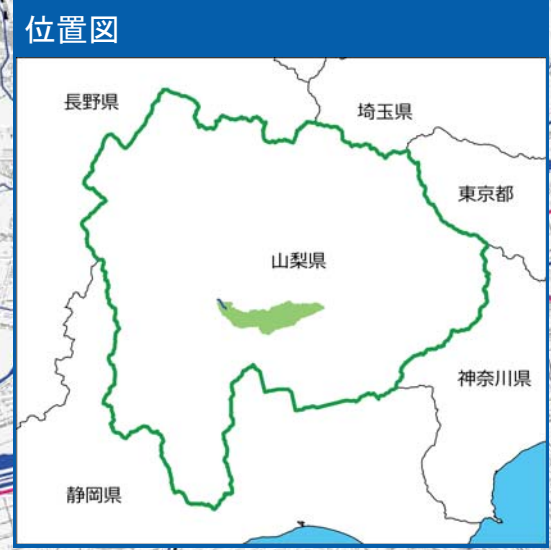 位置図
長野県
埼玉県
東京都
山梨県
神奈川県
静岡県